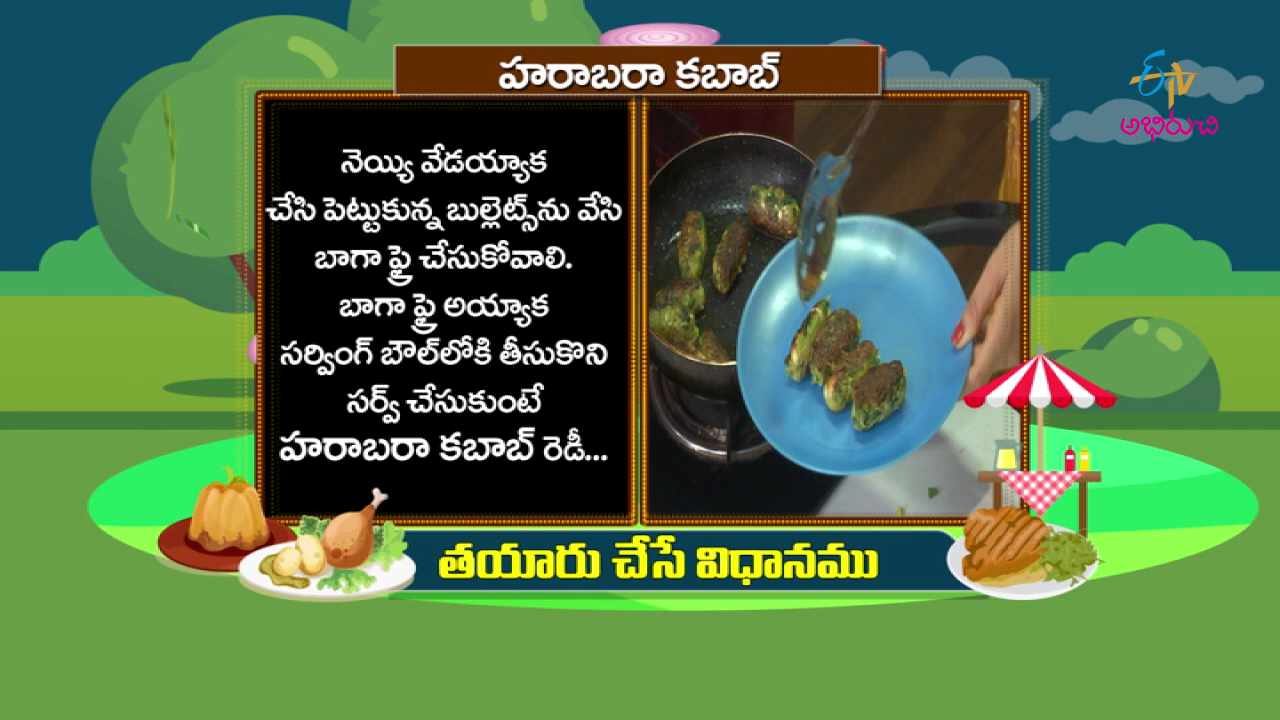 హరాబరా కబాబ్
ETV
అభిరుచి
నెయ్యి వేడయ్యాక
చేసి పెట్టుకున్న బుల్లెట్స్‌ను వేసి
బాగా ఫ్రై చేసుకోవాలి.
బాగా ఫ్రై అయ్యాక
సర్వింగ్ బౌల్‌లోకి తీసుకొని
సర్వ్ చేసుకుంటే
హరాబరా కబాబ్ రెడీ...
తయారు చేసే విధానము